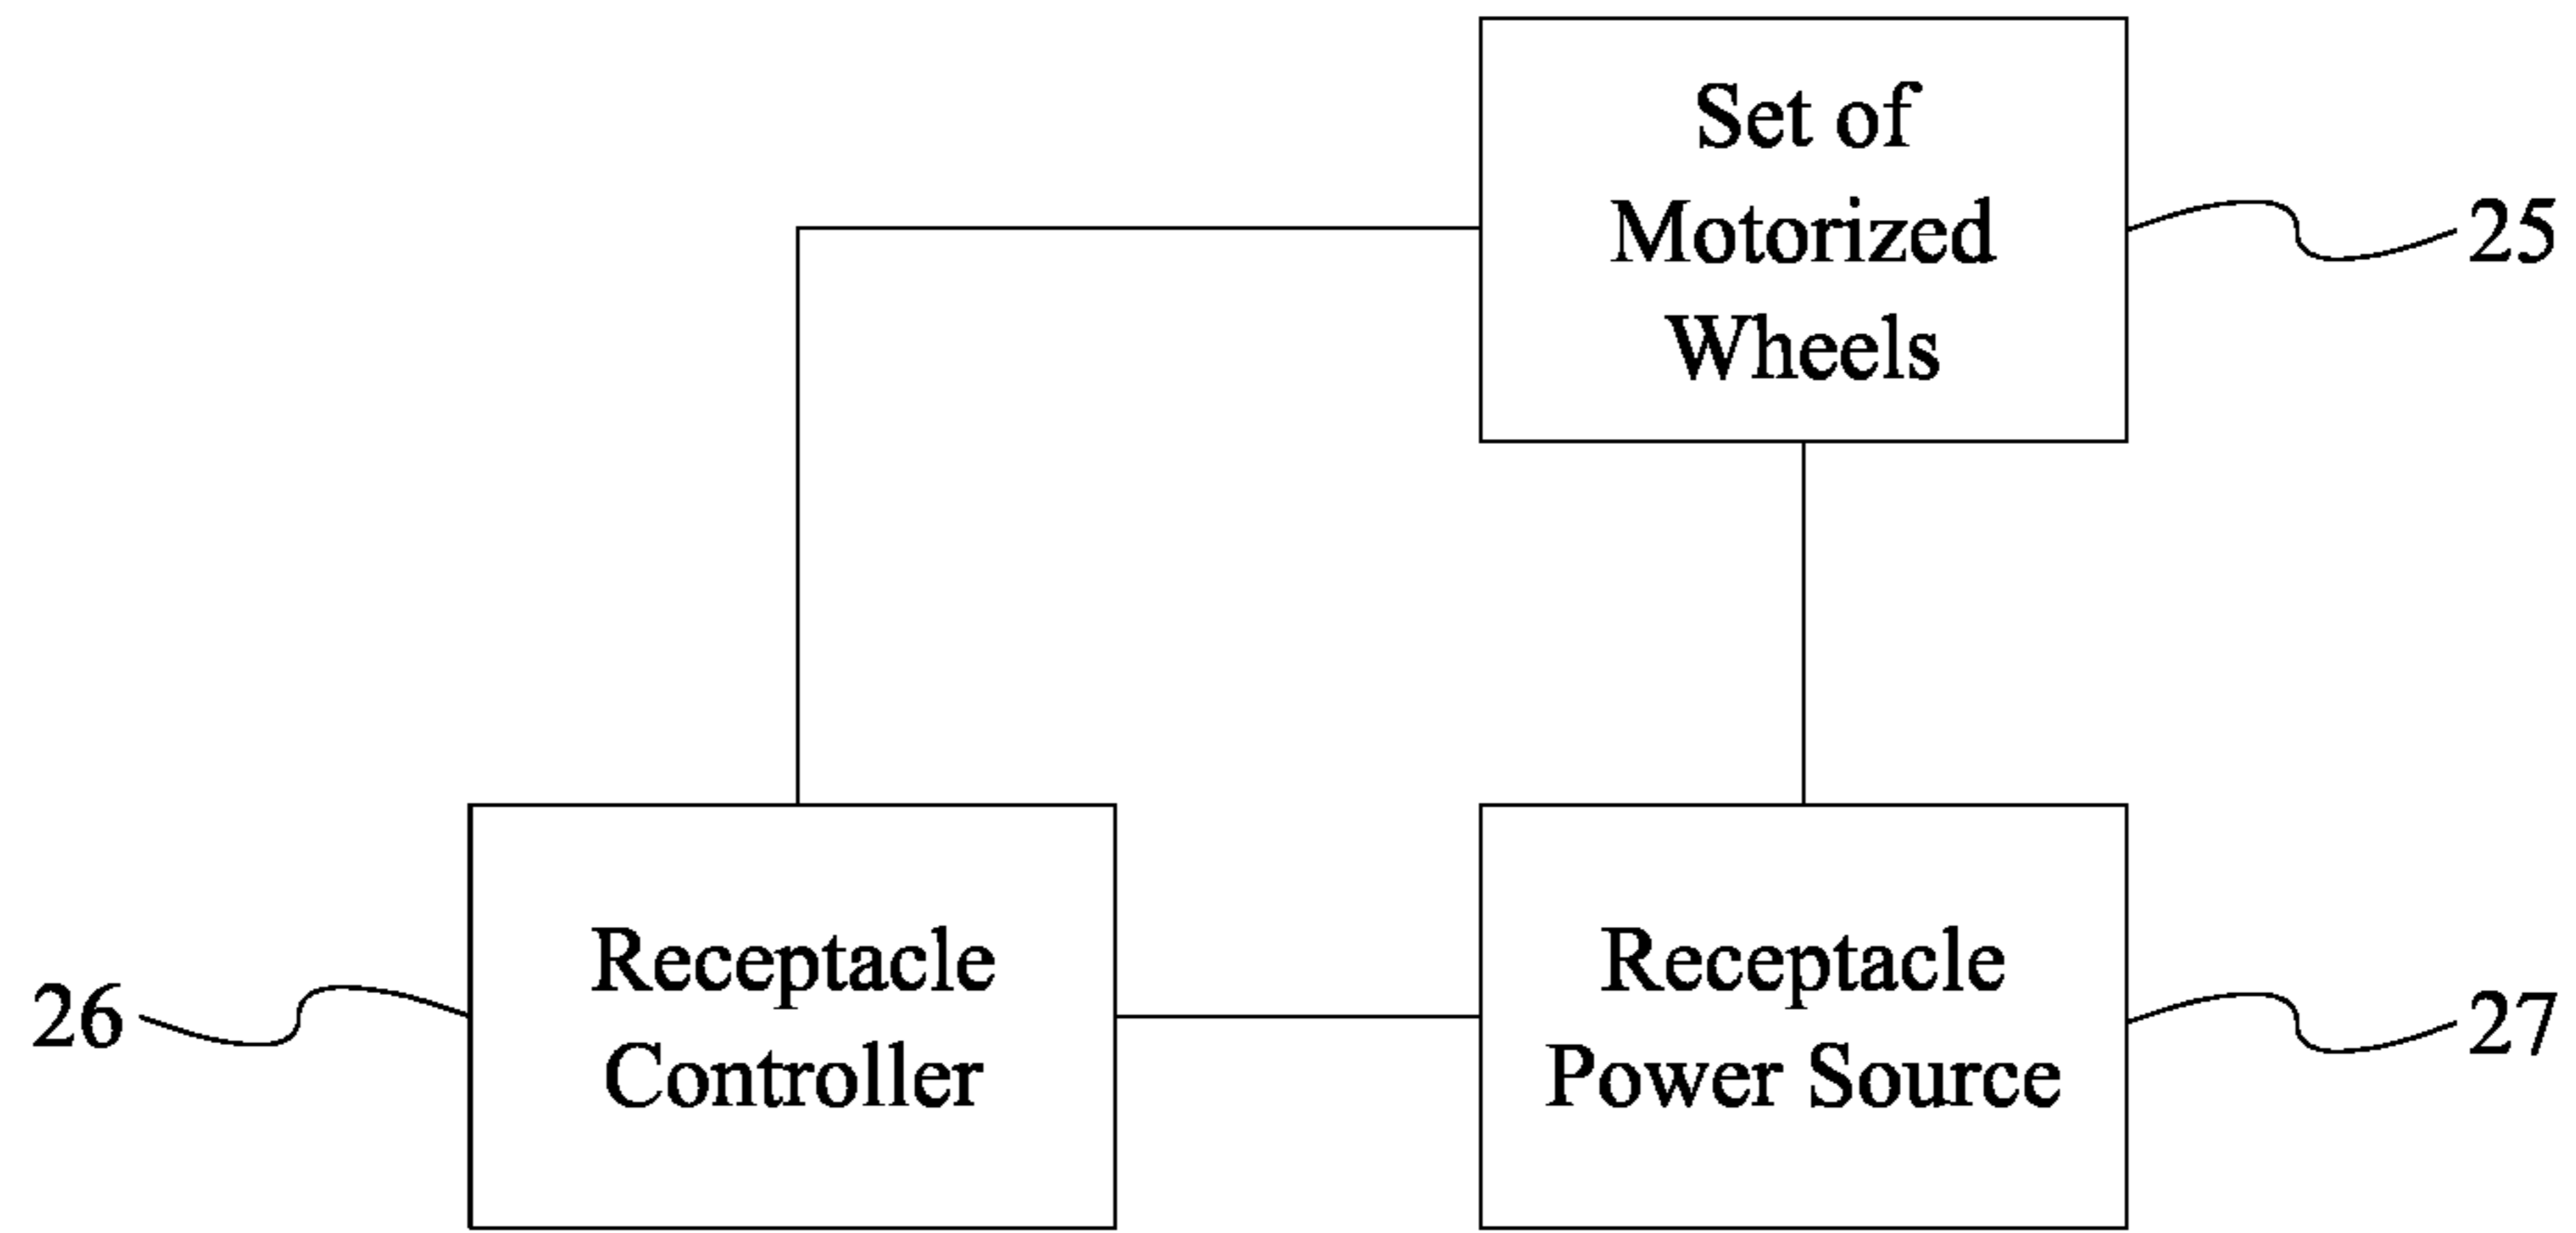 Set of
Motorized
Wheels
25
Receptacle
Controller
26
Receptacle
Power Source
27